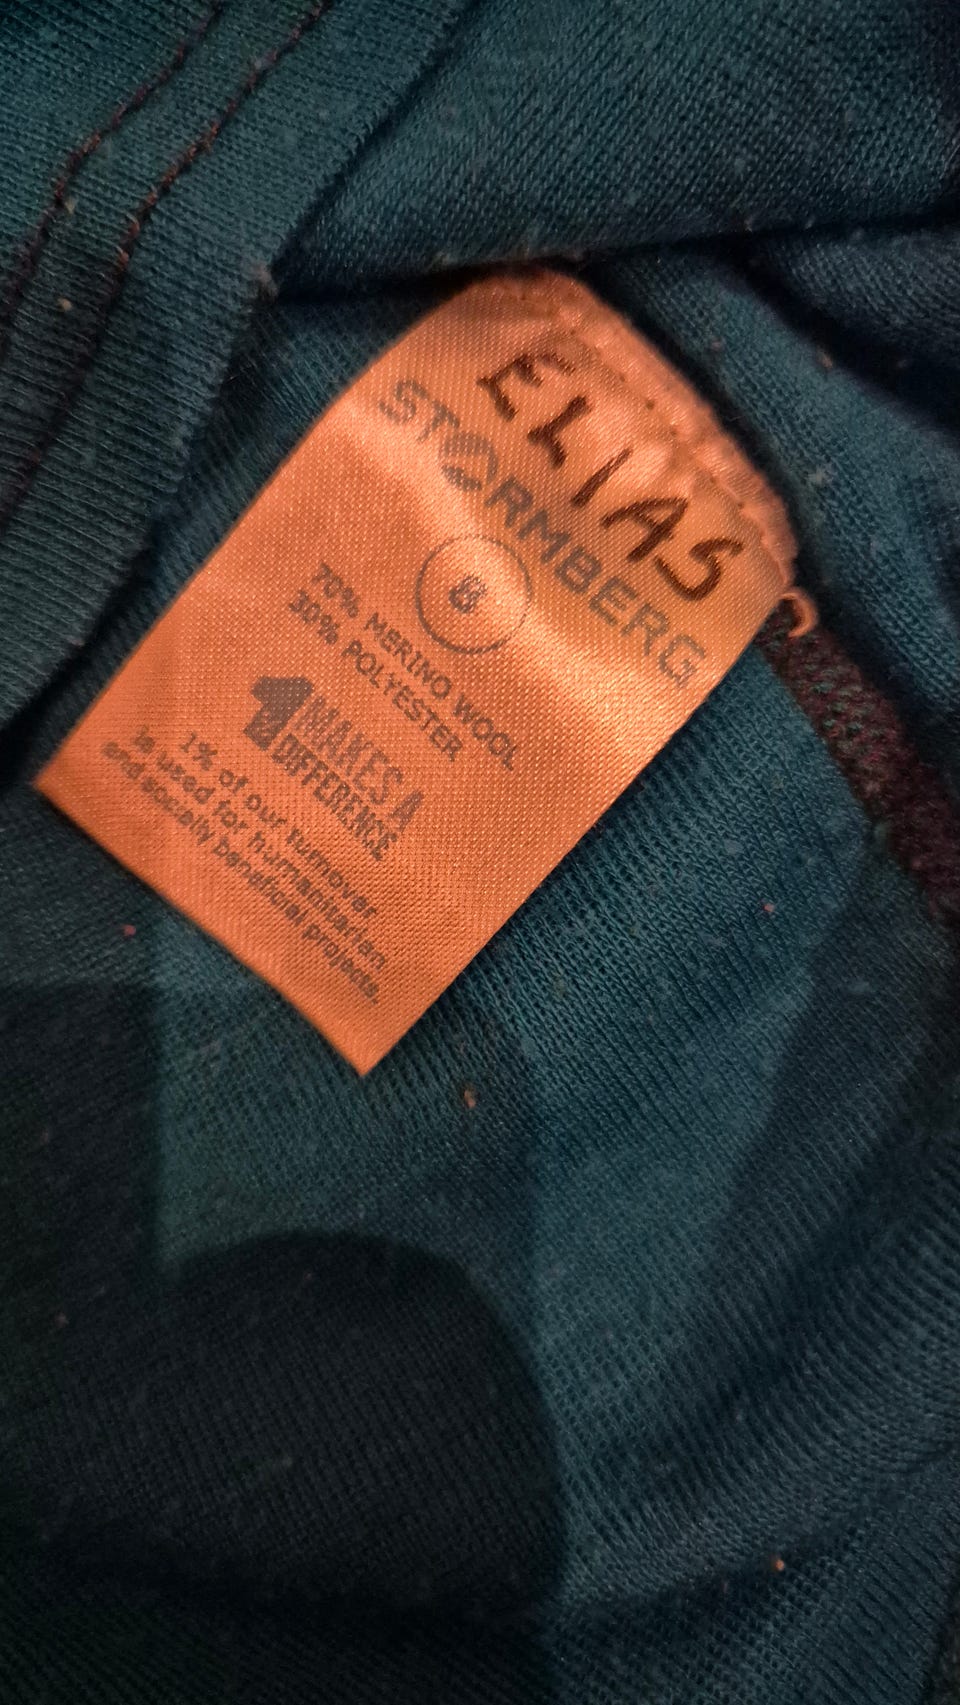 ELIAS
STORMBERG
8
70% MERINO WOOL
30% POLYESTER
1 MAKES A
DIFFERENCE
1% of our turnover
is used for humanitarian
and socially beneficial projects.